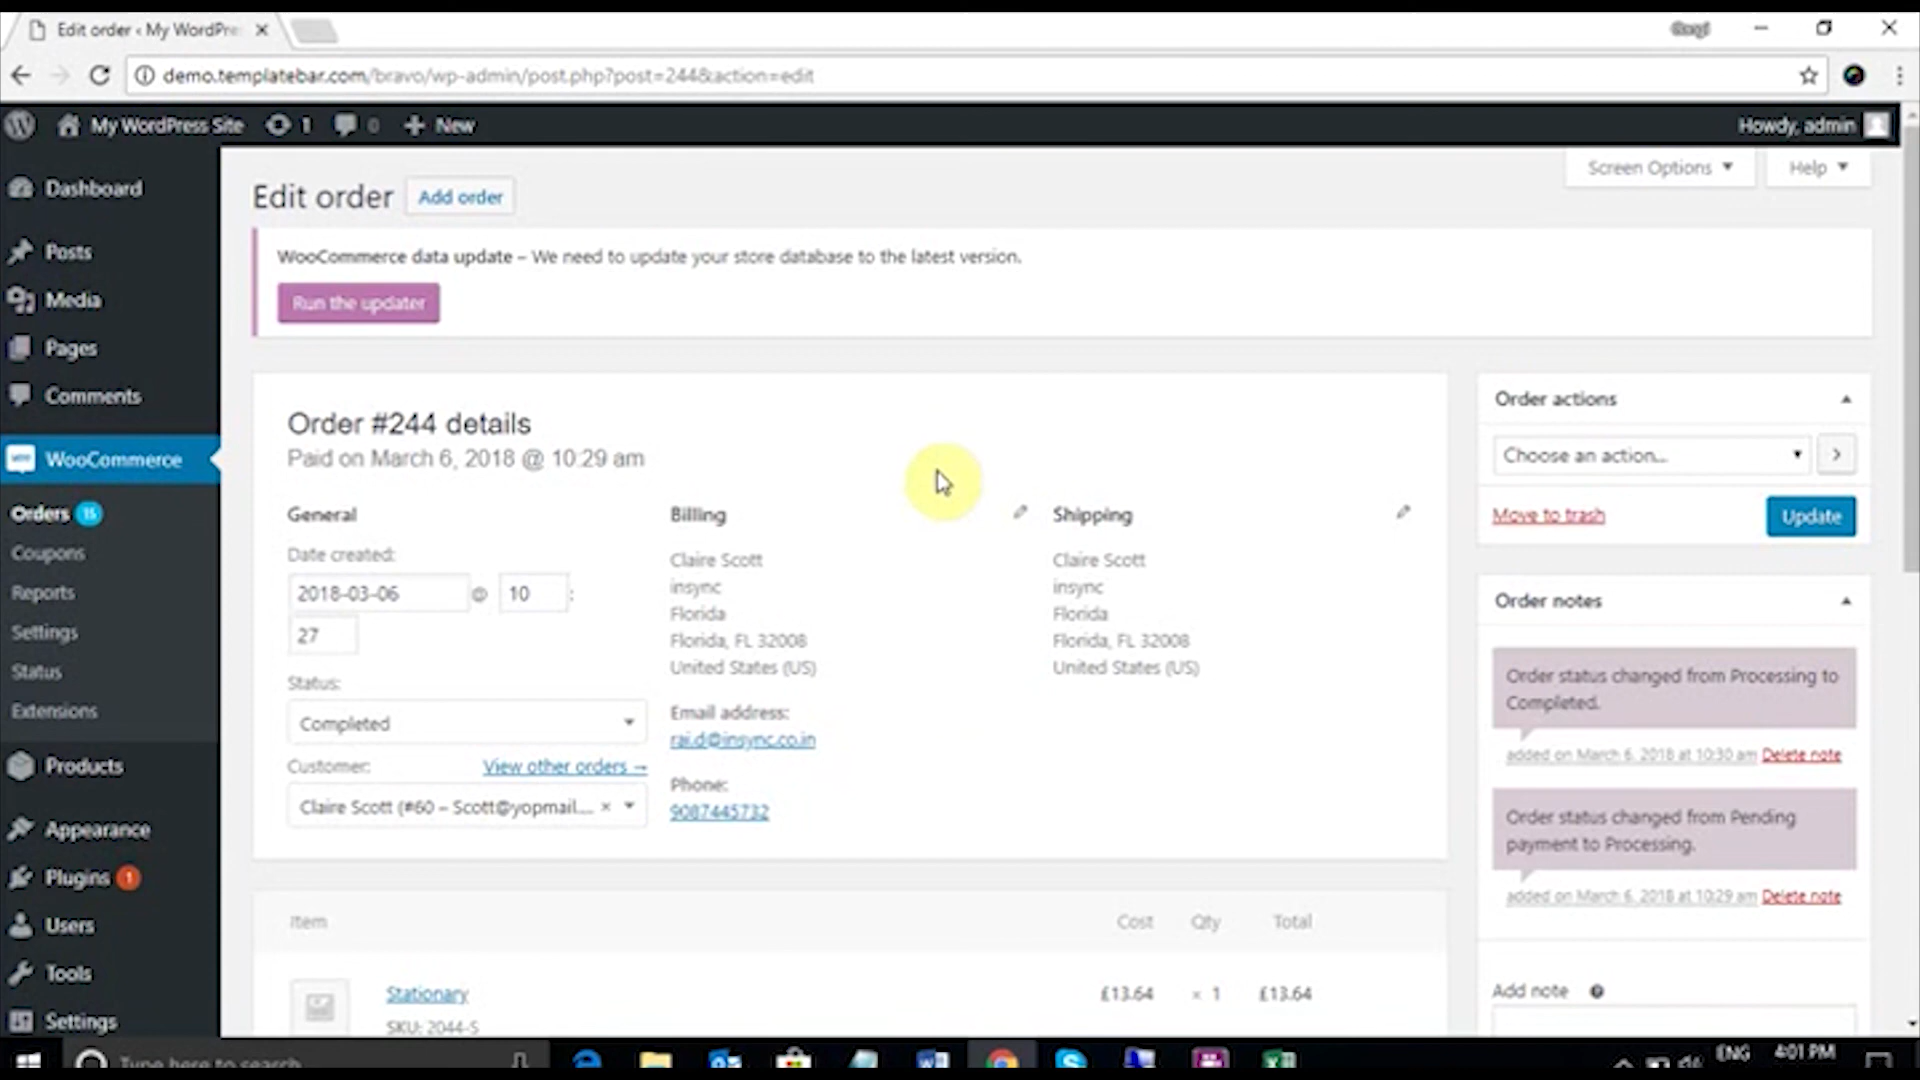 Edit order ‹ My WordPre
demo.templatebar.com/bravo/wp-admin/post.php?post=244&action=edit
My WordPress Site 1 0 New
Howdy, admin
Screen Options
Help
Dashboard
Posts
Media
Pages
Comments
WooCommerce
Orders 15
Coupons
Reports
Settings
Status
Extensions
Products
Appearance
Plugins 1
Users
Tools
Settings
Edit order
Add order
WooCommerce data update – We need to update your store database to the latest version.
Run the updater
Order #244 details
Paid on March 6, 2018 @ 10:29 am
General
Date created:
2018-03-06 @ 10 :
27
Status:
Completed
Customer:
View other orders →
Claire Scott (#60 – Scott@yopmail.... ×
Billing
Claire Scott
insync
Florida
Florida, FL 32008
United States (US)
Email address:
rai.d@insync.co.in
Phone:
9087445732
Shipping
Claire Scott
insync
Florida
Florida, FL 32008
United States (US)
Item
Cost
Qty
Total
Stationary
£13.64
× 1
£13.64
SKU: 2044-S
Order actions
Choose an action...
Move to trash
Update
Order notes
Order status changed from Processing to
Completed.
added on March 6, 2018 at 10:30 am Delete note
Order status changed from Pending
payment to Processing.
added on March 6, 2018 at 10:29 am Delete note
Add note
Type here to search
ENG
4:01 PM